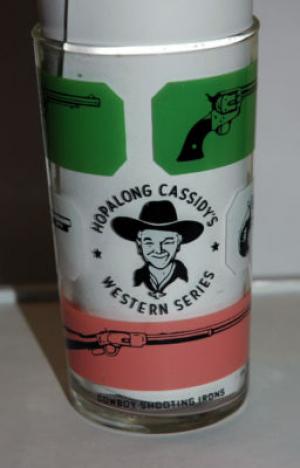 HOPALONG CASSIDY'S
WESTERN SERIES
COWBOY SHOOTING IRONS